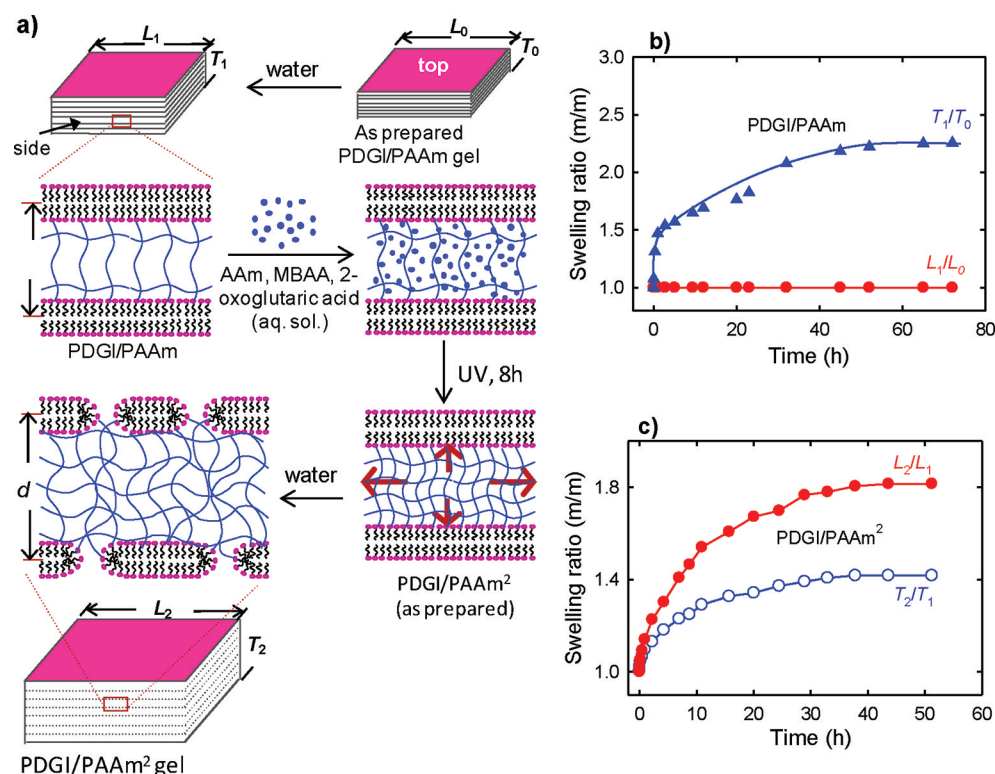 a)
L₁
T₁
side
water
L₀
T₀
top
As prepared
PDGI/PAAm gel
PDGI/PAAm
AAm, MBAA, 2-
oxoglutaric acid
(aq. sol.)
UV, 8h
PDGI/PAAm²
(as prepared)
water
d
L₂
T₂
PDGI/PAAm² gel
b)
Swelling ratio (m/m)
3.0
2.5
2.0
1.5
1.0
PDGI/PAAm
T₁/T₀
L₁/L₀
0 20 40 60 80
Time (h)
c)
Swelling ratio (m/m)
1.8
1.4
1.0
L₂/L₁
PDGI/PAAm²
T₂/T₁
0 10 20 30 40 50 60
Time (h)